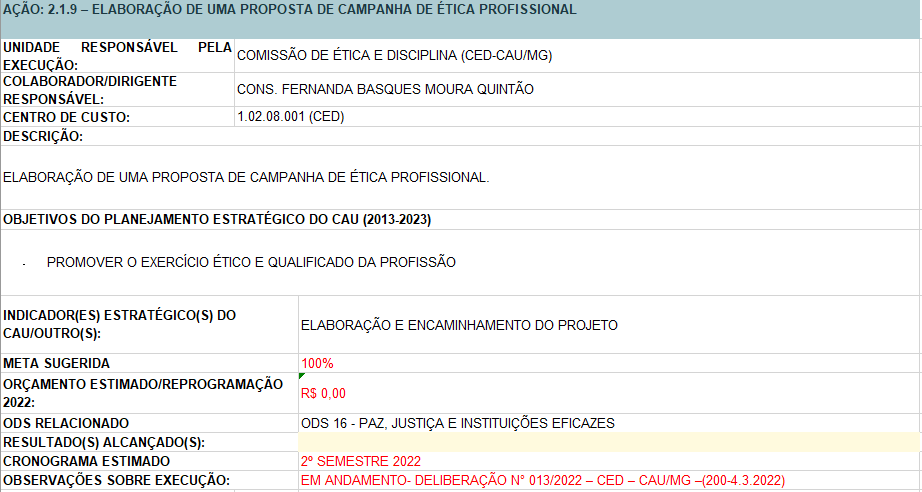 AÇÃO: 2.1.9 – ELABORAÇÃO DE UMA PROPOSTA DE CAMPANHA DE ÉTICA PROFISSIONAL
UNIDADE RESPONSÁVEL PELA
EXECUÇÃO:
COMISSÃO DE ÉTICA E DISCIPLINA (CED-CAU/MG)
COLABORADOR/DIRIGENTE
RESPONSÁVEL:
CONS. FERNANDA BASQUES MOURA QUINTÃO
CENTRO DE CUSTO:
1.02.08.001 (CED)
DESCRIÇÃO:
ELABORAÇÃO DE UMA PROPOSTA DE CAMPANHA DE ÉTICA PROFISSIONAL.
OBJETIVOS DO PLANEJAMENTO ESTRATÉGICO DO CAU (2013-2023)
- PROMOVER O EXERCÍCIO ÉTICO E QUALIFICADO DA PROFISSÃO
INDICADOR(ES) ESTRATÉGICO(S) DO
CAU/OUTRO(S):
ELABORAÇÃO E ENCAMINHAMENTO DO PROJETO
META SUGERIDA
100%
ORÇAMENTO ESTIMADO/REPROGRAMAÇÃO
2022:
R$ 0,00
ODS RELACIONADO
ODS 16 - PAZ, JUSTIÇA E INSTITUIÇÕES EFICAZES
RESULTADO(S) ALCANÇADO(S):
CRONOGRAMA ESTIMADO
2º SEMESTRE 2022
OBSERVAÇÕES SOBRE EXECUÇÃO:
EM ANDAMENTO- DELIBERAÇÃO N° 013/2022 – CED – CAU/MG –(200-4.3.2022)